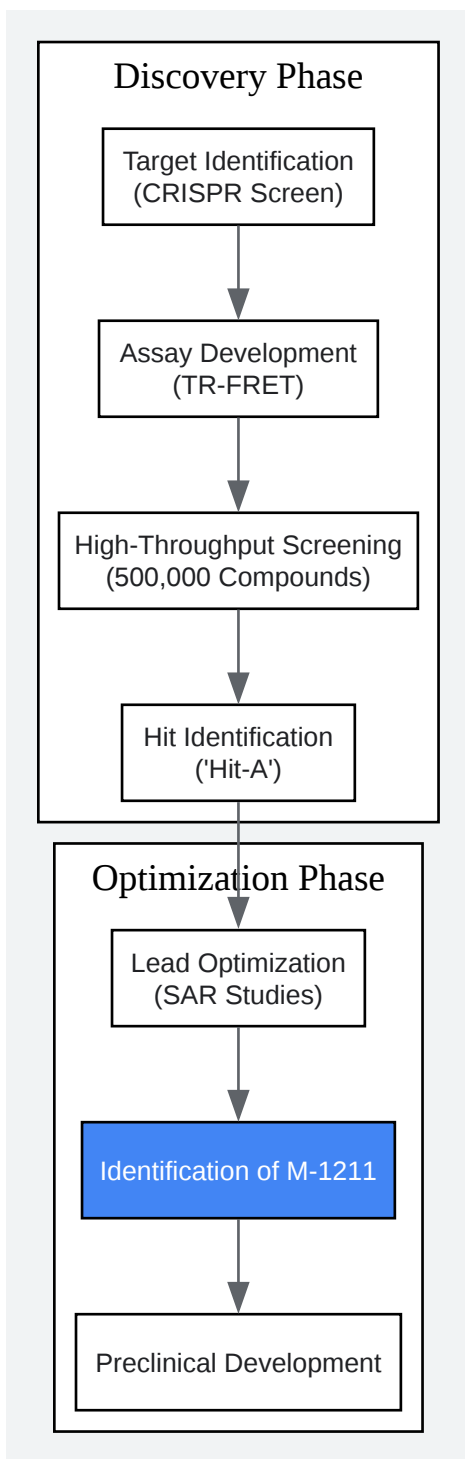 Discovery Phase
Target Identification
(CRISPR Screen)
Assay Development
(TR-FRET)
High-Throughput Screening
(500,000 Compounds)
Hit Identification
('Hit-A')
Optimization Phase
Lead Optimization
(SAR Studies)
Identification of M-1211
Preclinical Development